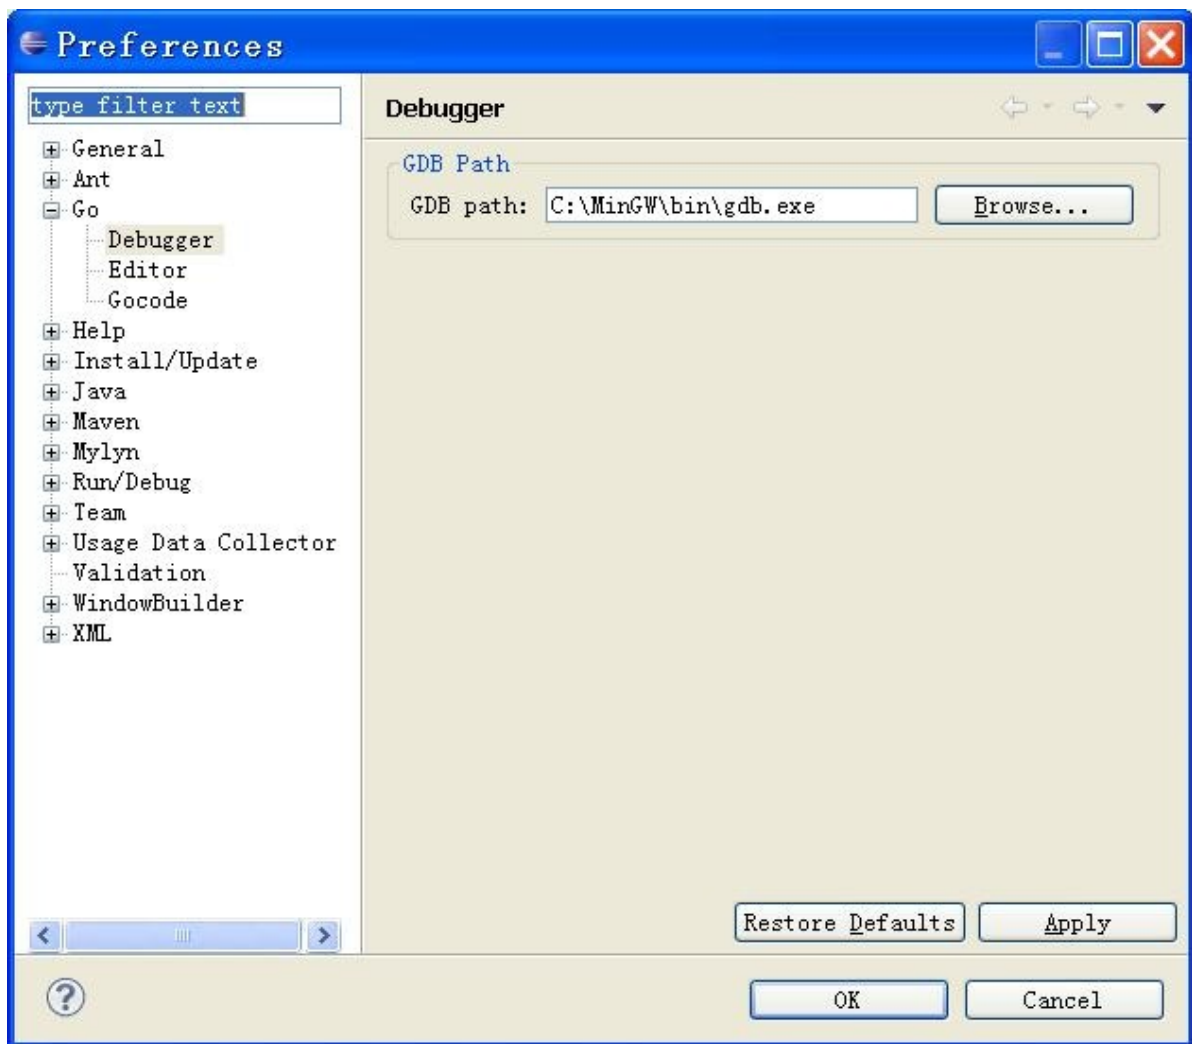 Preferences
type filter text
General
Ant
Go
Debugger
Editor
Gocode
Help
Install/Update
Java
Maven
Mylyn
Run/Debug
Team
Usage Data Collector
Validation
WindowBuilder
XML
Debugger
GDB Path
GDB path: C:\MinGW\bin\gdb.exe Browse...
Restore Defaults Apply
? OK Cancel